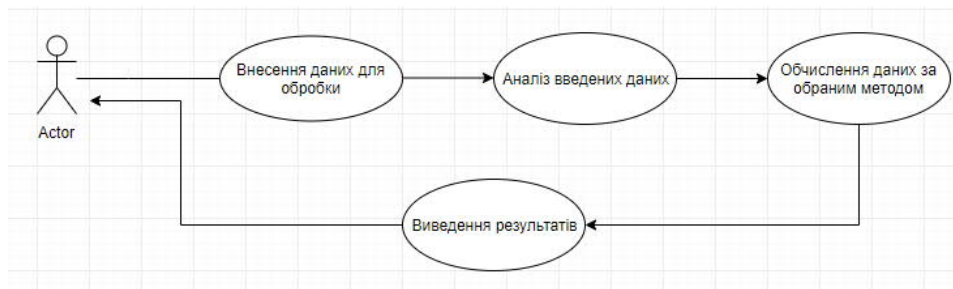 Внесення даних для
обробки
Аналіз введених даних
Обчислення даних за
обраним методом
Actor
Виведення результатів